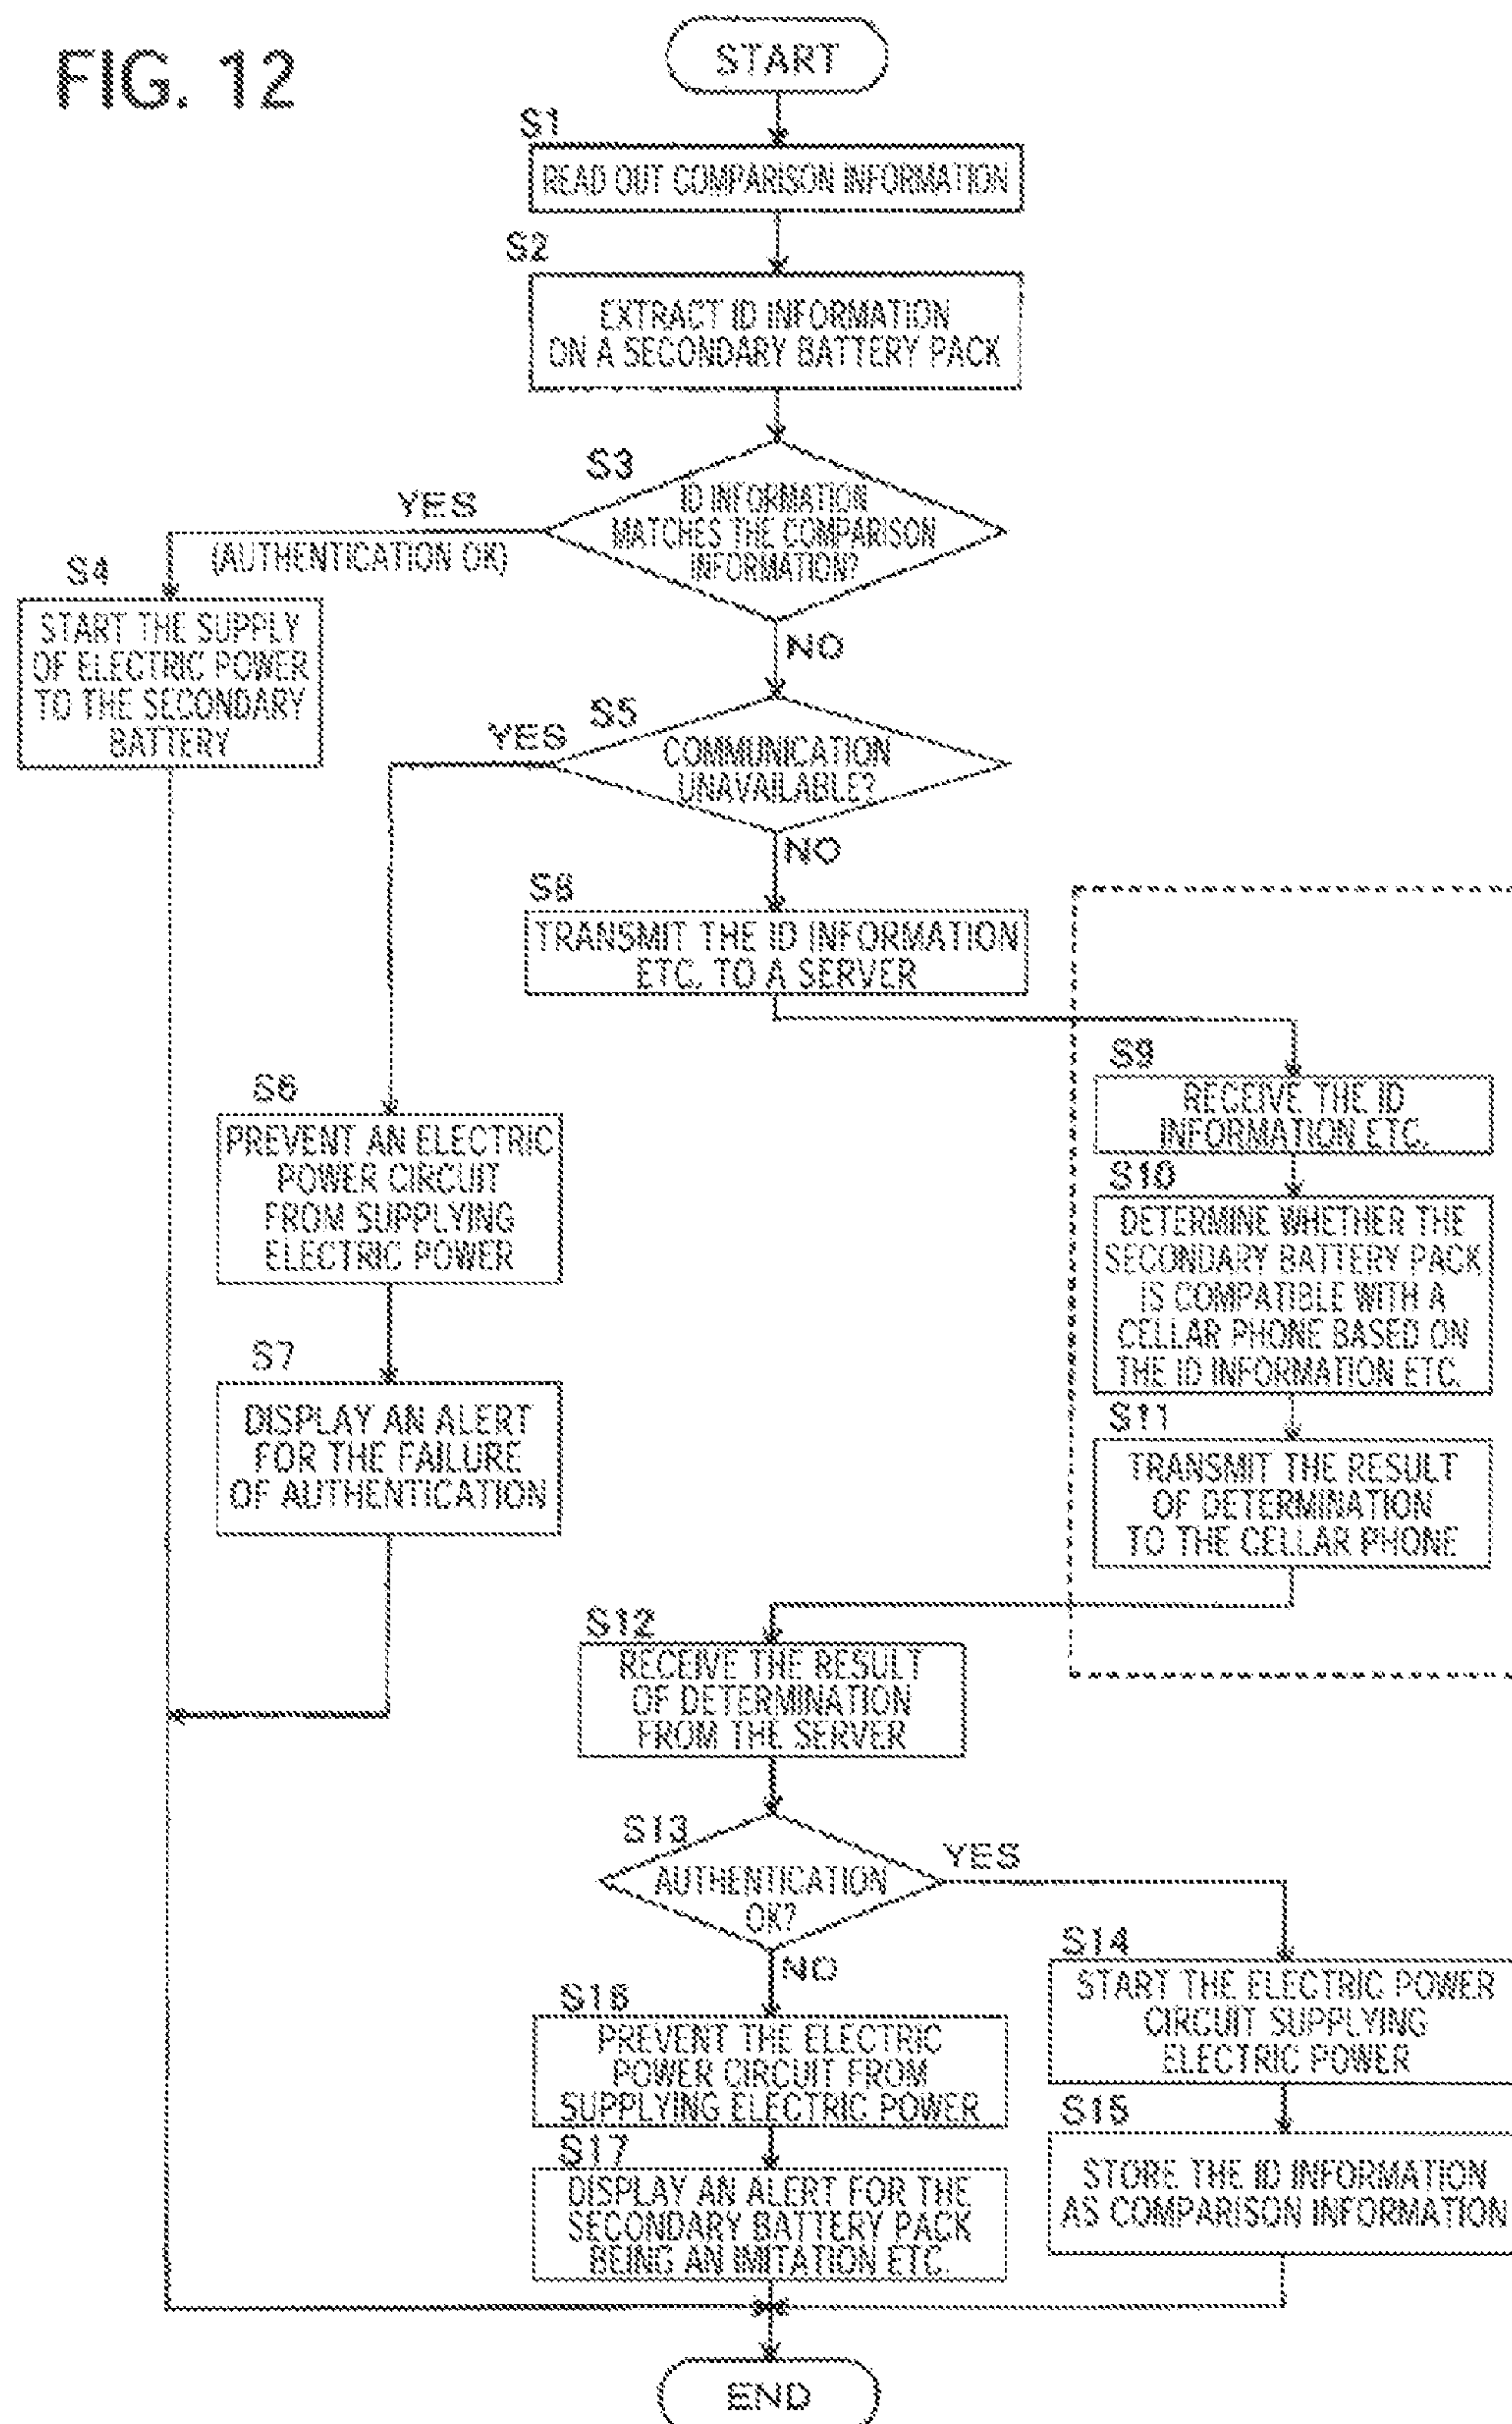 FIG. 12
START
S1
READ OUT COMPARISON INFORMATION
S2
EXTRACT ID INFORMATION
ON A SECONDARY BATTERY PACK
S3
ID INFORMATION
MATCHES THE COMPARISON
INFORMATION?
YES
(AUTHENTICATION OK)
S4
START THE SUPPLY
OF ELECTRIC POWER
TO THE SECONDARY
BATTERY
NO
S5
COMMUNICATION
UNAVAILABLE?
YES
NO
S8
TRANSMIT THE ID INFORMATION
ETC. TO A SERVER
S6
PREVENT AN ELECTRIC
POWER CIRCUIT
FROM SUPPLYING
ELECTRIC POWER
S7
DISPLAY AN ALERT
FOR THE FAILURE
OF AUTHENTICATION
S9
RECEIVE THE ID
INFORMATION ETC.
S10
DETERMINE WHETHER THE
SECONDARY BATTERY PACK
IS COMPATIBLE WITH A
CELLAR PHONE BASED ON
THE ID INFORMATION ETC.
S11
TRANSMIT THE RESULT
OF DETERMINATION
TO THE CELLAR PHONE
S12
RECEIVE THE RESULT
OF DETERMINATION
FROM THE SERVER
S13
AUTHENTICATION
OK?
YES
NO
S14
START THE ELECTRIC POWER
CIRCUIT SUPPLYING
ELECTRIC POWER
S15
STORE THE ID INFORMATION
AS COMPARISON INFORMATION
S16
PREVENT THE ELECTRIC
POWER CIRCUIT FROM
SUPPLYING ELECTRIC POWER
S17
DISPLAY AN ALERT FOR THE
SECONDARY BATTERY PACK
BEING AN IMITATION ETC.
END